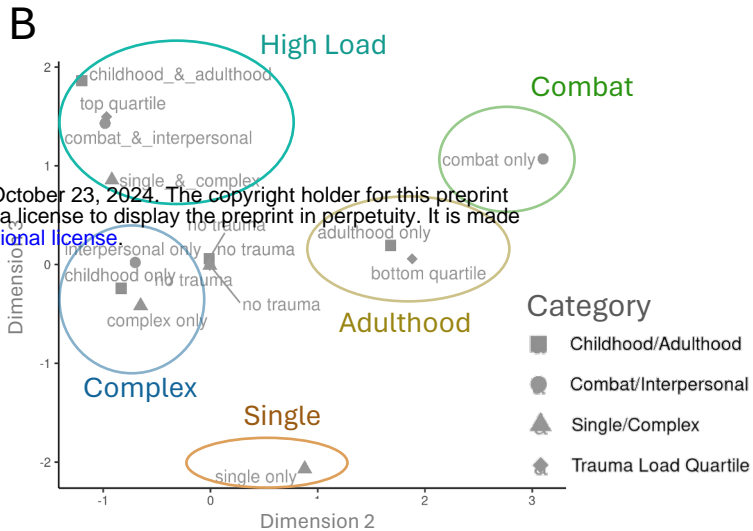 B
High Load
2
childhood_&_adulthood
top quartile
Combat
combat_&_interpersonal
combat only
1
single_&_complex
October 23, 2024. The copyright holder for this preprint
a license to display the preprint in perpetuity. It is made
ional license.
no trauma
adulthood only
interpersonal only
no trauma
0
childhood only
no trauma
bottom quartile
no trauma
complex only
Adulthood
Dimension 3
-1
Complex
Single
-2
single only
-1
0
1
2
3
Dimension 2
Category
Childhood/Adulthood
Combat/Interpersonal
Single/Complex
Trauma Load Quartile